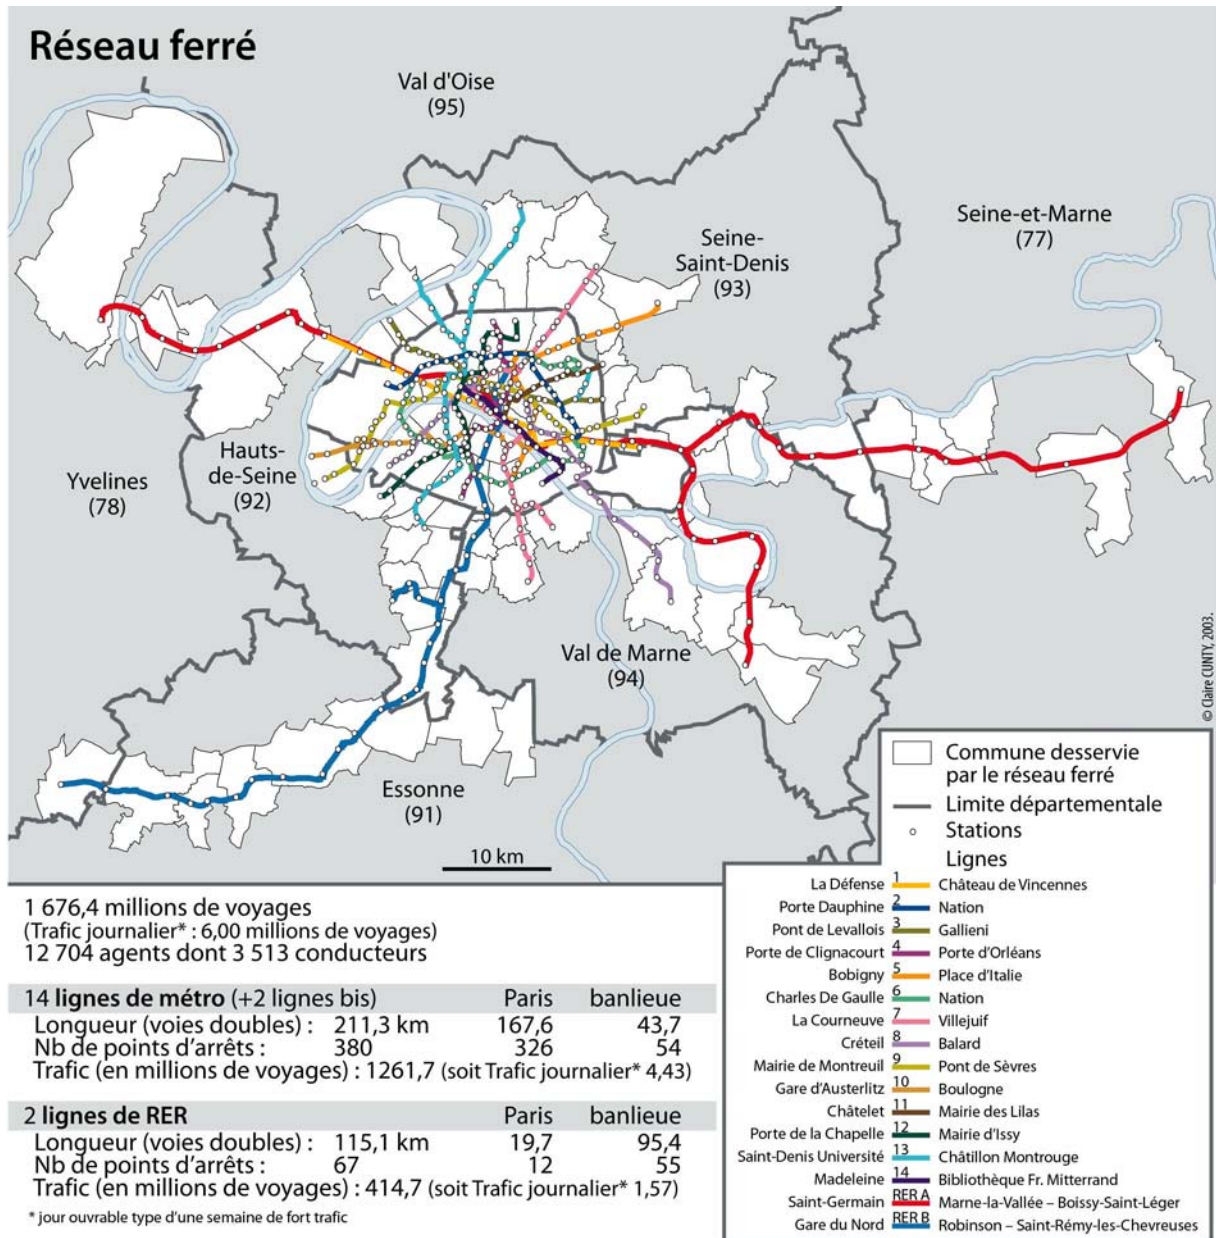 Réseau ferré
Val d'Oise
(95)
Seine-et-Marne
(77)
Seine-
Saint-Denis
(93)
Hauts-
de-Seine
(92)
Yvelines
(78)
Val de Marne
(94)
Essonne
(91)
10 km
© Claire CUNTY, 2003.
Commune desservie
par le réseau ferré
Limite départementale
Stations
Lignes
La Défense 1 Château de Vincennes
Porte Dauphine 2 Nation
Pont de Levallois 3 Gallieni
Porte de Clignacourt 4 Porte d'Orléans
Bobigny 5 Place d'Italie
Charles De Gaulle 6 Nation
La Courneuve 7 Villejuif
Créteil 8 Balard
Mairie de Montreuil 9 Pont de Sèvres
Gare d'Austerlitz 10 Boulogne
Châtelet 11 Mairie des Lilas
Porte de la Chapelle 12 Mairie d'Issy
Saint-Denis Université 13 Châtillon Montrouge
Madeleine 14 Bibliothèque Fr. Mitterrand
Saint-Germain RER A Marne-la-Vallée – Boissy-Saint-Léger
Gare du Nord RER B Robinson – Saint-Rémy-les-Chevreuses
1 676,4 millions de voyages
(Trafic journalier* : 6,00 millions de voyages)
12 704 agents dont 3 513 conducteurs
14 lignes de métro (+2 lignes bis) Paris banlieue
Longueur (voies doubles) : 211,3 km 167,6 43,7
Nb de points d'arrêts : 380 326 54
Trafic (en millions de voyages) : 1261,7 (soit Trafic journalier* 4,43)
2 lignes de RER Paris banlieue
Longueur (voies doubles) : 115,1 km 19,7 95,4
Nb de points d'arrêts : 67 12 55
Trafic (en millions de voyages) : 414,7 (soit Trafic journalier* 1,57)
* jour ouvrable type d'une semaine de fort trafic